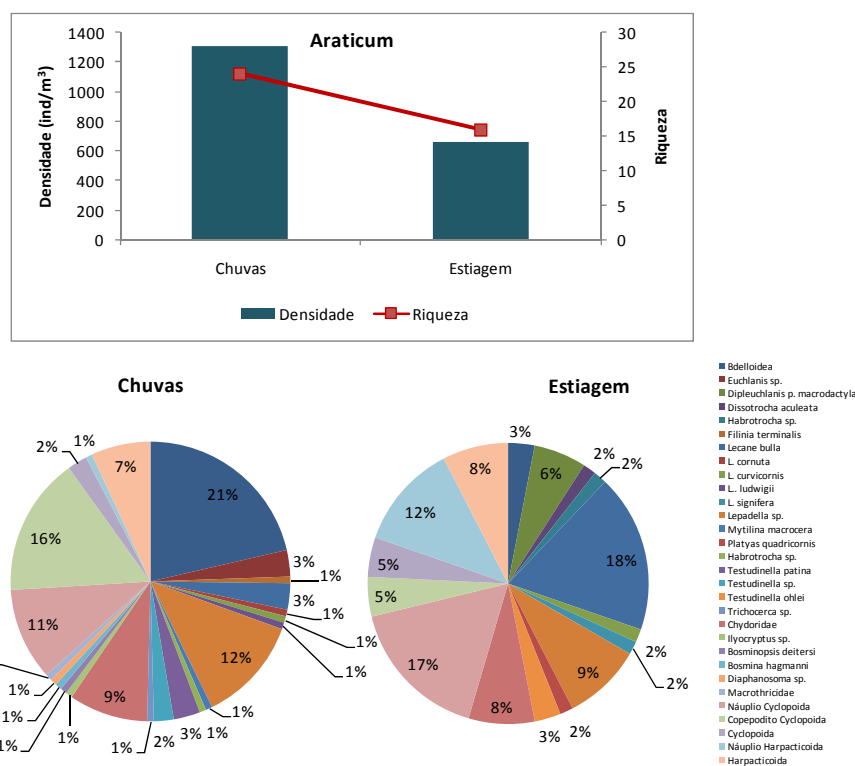 Araticum
Densidade (ind/m³)
1400
1200
1000
800
600
400
200
0
30
25
20
15
10
5
0
Riqueza
Chuvas
Estiagem
Densidade
Riqueza
Chuvas
21%
3%
1%
3%
1%
1%
1%
12%
1%
1%
3%
2%
1%
9%
1%
1%
1%
1%
11%
16%
2%
1%
7%
Estiagem
3%
6%
2%
2%
18%
2%
2%
9%
2%
3%
8%
17%
5%
5%
12%
8%
Bdelloidea
Euchlanis sp.
Dipleuchlanis p. macrodactyla
Dissotrocha aculeata
Habrotrocha sp.
Filinia terminalis
Lecane bulla
L. cornuta
L. curvicornis
L.. ludwigii
L. signifera
Lepadella sp.
Mytilina macrocera
Platyas quadricornis
Habrotrocha sp.
Testudinella patina
Testudinella sp.
Testudinella ohlei
Trichocerca sp.
Chydoridae
Ilyocryptus sp.
Bosminopsis deitersi
Bosmina hagmanni
Diaphanosoma sp.
Macrothricidae
Náuplio Cyclopoida
Copepodito Cyclopoida
Cyclopoida
Náuplio Harpacticoida
Harpacticoida